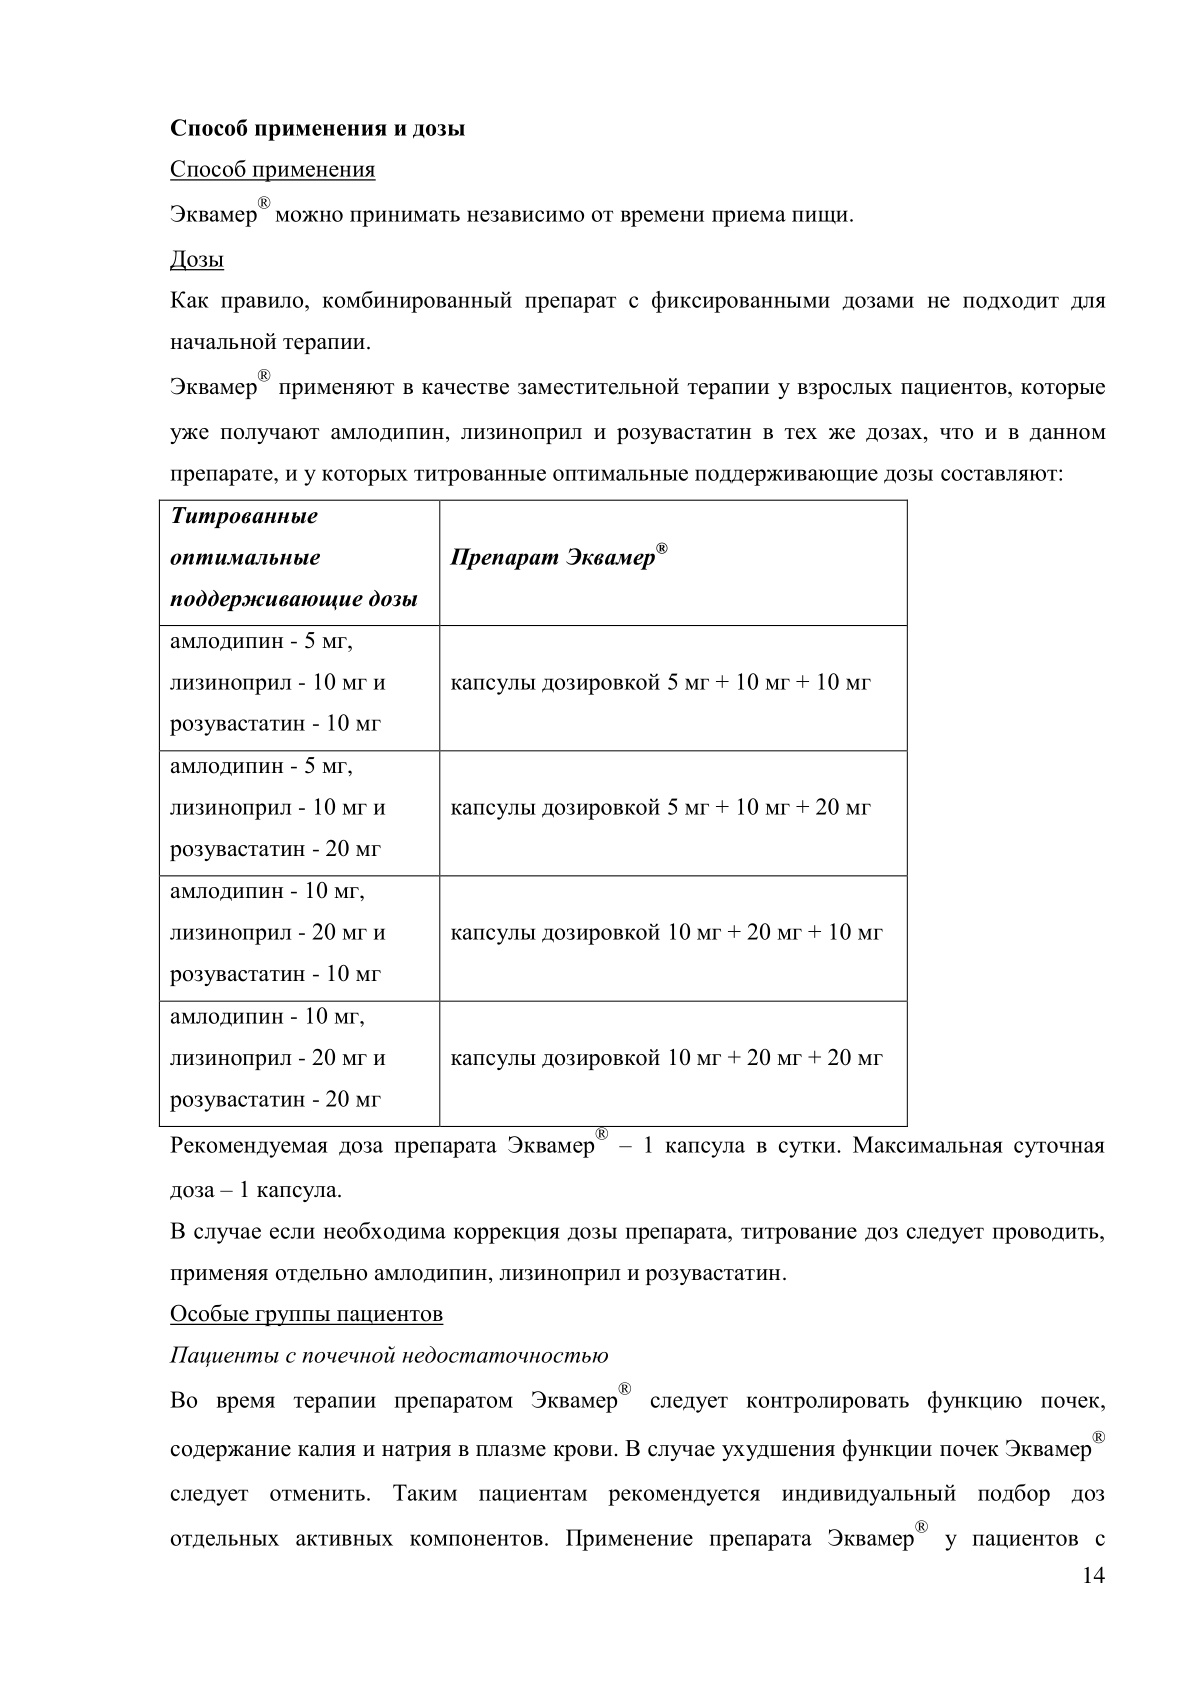 Способ применения и дозы
Способ применения
Эквамер® можно принимать независимо от времени приема пищи.
Дозы
Как правило, комбинированный препарат с фиксированными дозами не подходит для
начальной терапии.
Эквамер® применяют в качестве заместительной терапии у взрослых пациентов, которые
уже получают амлодипин, лизиноприл и розувастатин в тех же дозах, что и в данном
препарате, и у которых титрованные оптимальные поддерживающие дозы составляют:
Титрованные
оптимальные
поддерживающие дозы
Препарат Эквамер®
амлодипин - 5 мг,
лизиноприл - 10 мг и
розувастатин - 10 мг
капсулы дозировкой 5 мг + 10 мг + 10 мг
амлодипин - 5 мг,
лизиноприл - 10 мг и
розувастатин - 20 мг
капсулы дозировкой 5 мг + 10 мг + 20 мг
амлодипин - 10 мг,
лизиноприл - 20 мг и
розувастатин - 10 мг
капсулы дозировкой 10 мг + 20 мг + 10 мг
амлодипин - 10 мг,
лизиноприл - 20 мг и
розувастатин - 20 мг
капсулы дозировкой 10 мг + 20 мг + 20 мг
Рекомендуемая доза препарата Эквамер® – 1 капсула в сутки. Максимальная суточная
доза – 1 капсула.
В случае если необходима коррекция дозы препарата, титрование доз следует проводить,
применяя отдельно амлодипин, лизиноприл и розувастатин.
Особые группы пациентов
Пациенты с почечной недостаточностью
Во время терапии препаратом Эквамер® следует контролировать функцию почек,
содержание калия и натрия в плазме крови. В случае ухудшения функции почек Эквамер®
следует отменить. Таким пациентам рекомендуется индивидуальный подбор доз
отдельных активных компонентов. Применение препарата Эквамер® у пациентов с
14